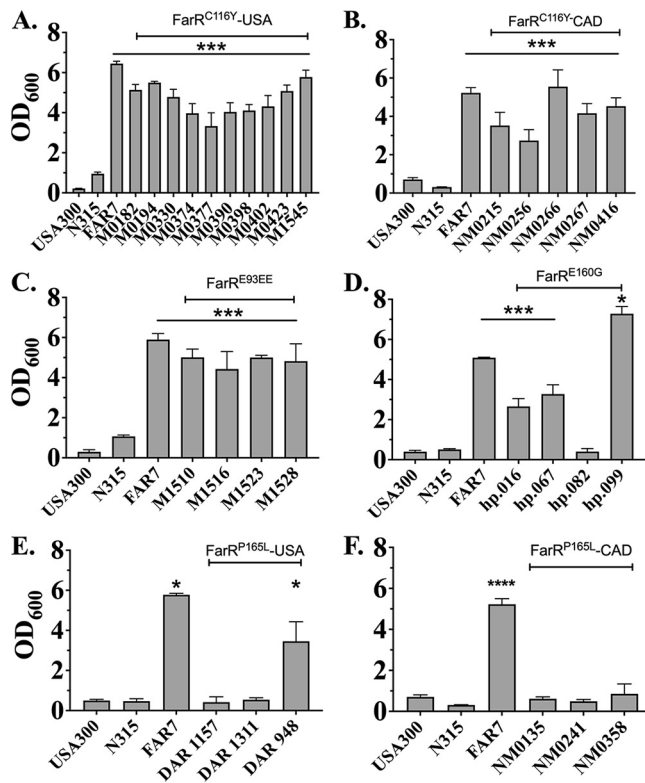 A.
FarR^C116Y-USA
***
OD600
8
6
4
2
0
USA300
N315
FAR7
M0182
M0194
M0330
M0374
M0377
M0390
M0398
M0402
M0423
M1545
B.
FarR^C116Y-CAD
***
8
6
4
2
0
USA300
N315
FAR7
NM0215
NM0256
NM0266
NM0267
NM0416
C.
FarR^E93EE
***
OD600
8
6
4
2
0
USA300
N315
FAR7
M1510
M1516
M1523
M1528
D.
FarR^E160G
***
*
8
6
4
2
0
USA300
N315
FAR7
hp.016
hp.067
hp.082
hp.099
E.
FarR^P165L-USA
*
*
OD600
8
6
4
2
0
USA300
N315
FAR7
DAR 1157
DAR 1311
DAR 948
F.
FarR^P165L-CAD
****
8
6
4
2
0
USA300
N315
FAR7
NM0135
NM0241
NM0358